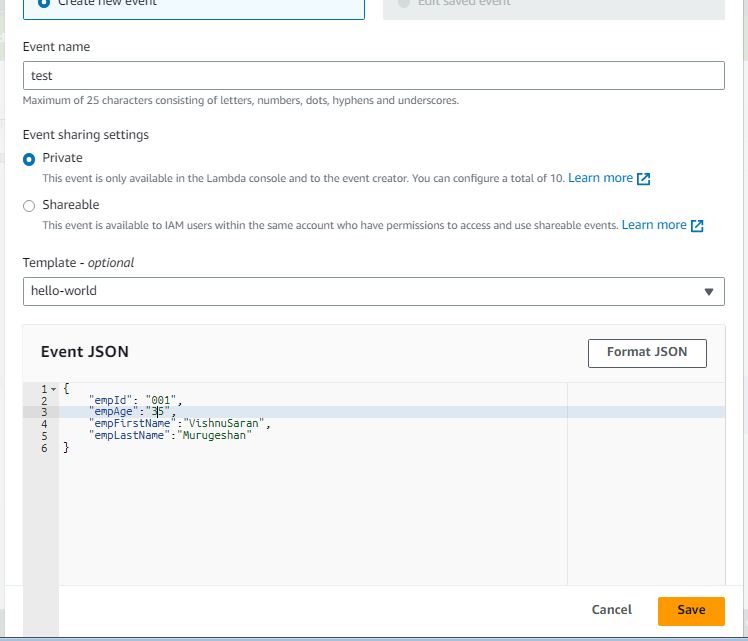 Create new event
Edit saved event
Event name
test
Maximum of 25 characters consisting of letters, numbers, dots, hyphens and underscores.
Event sharing settings
Private
This event is only available in the Lambda console and to the event creator. You can configure a total of 10. Learn more
Shareable
This event is available to IAM users within the same account who have permissions to access and use shareable events. Learn more
Template - optional
hello-world
Event JSON
Format JSON
1 {
2 "empId": "001",
3 "empAge":"35",
4 "empFirstName":"VishnuSaran",
5 "empLastName":"Murugeshan"
6 }
Cancel
Save